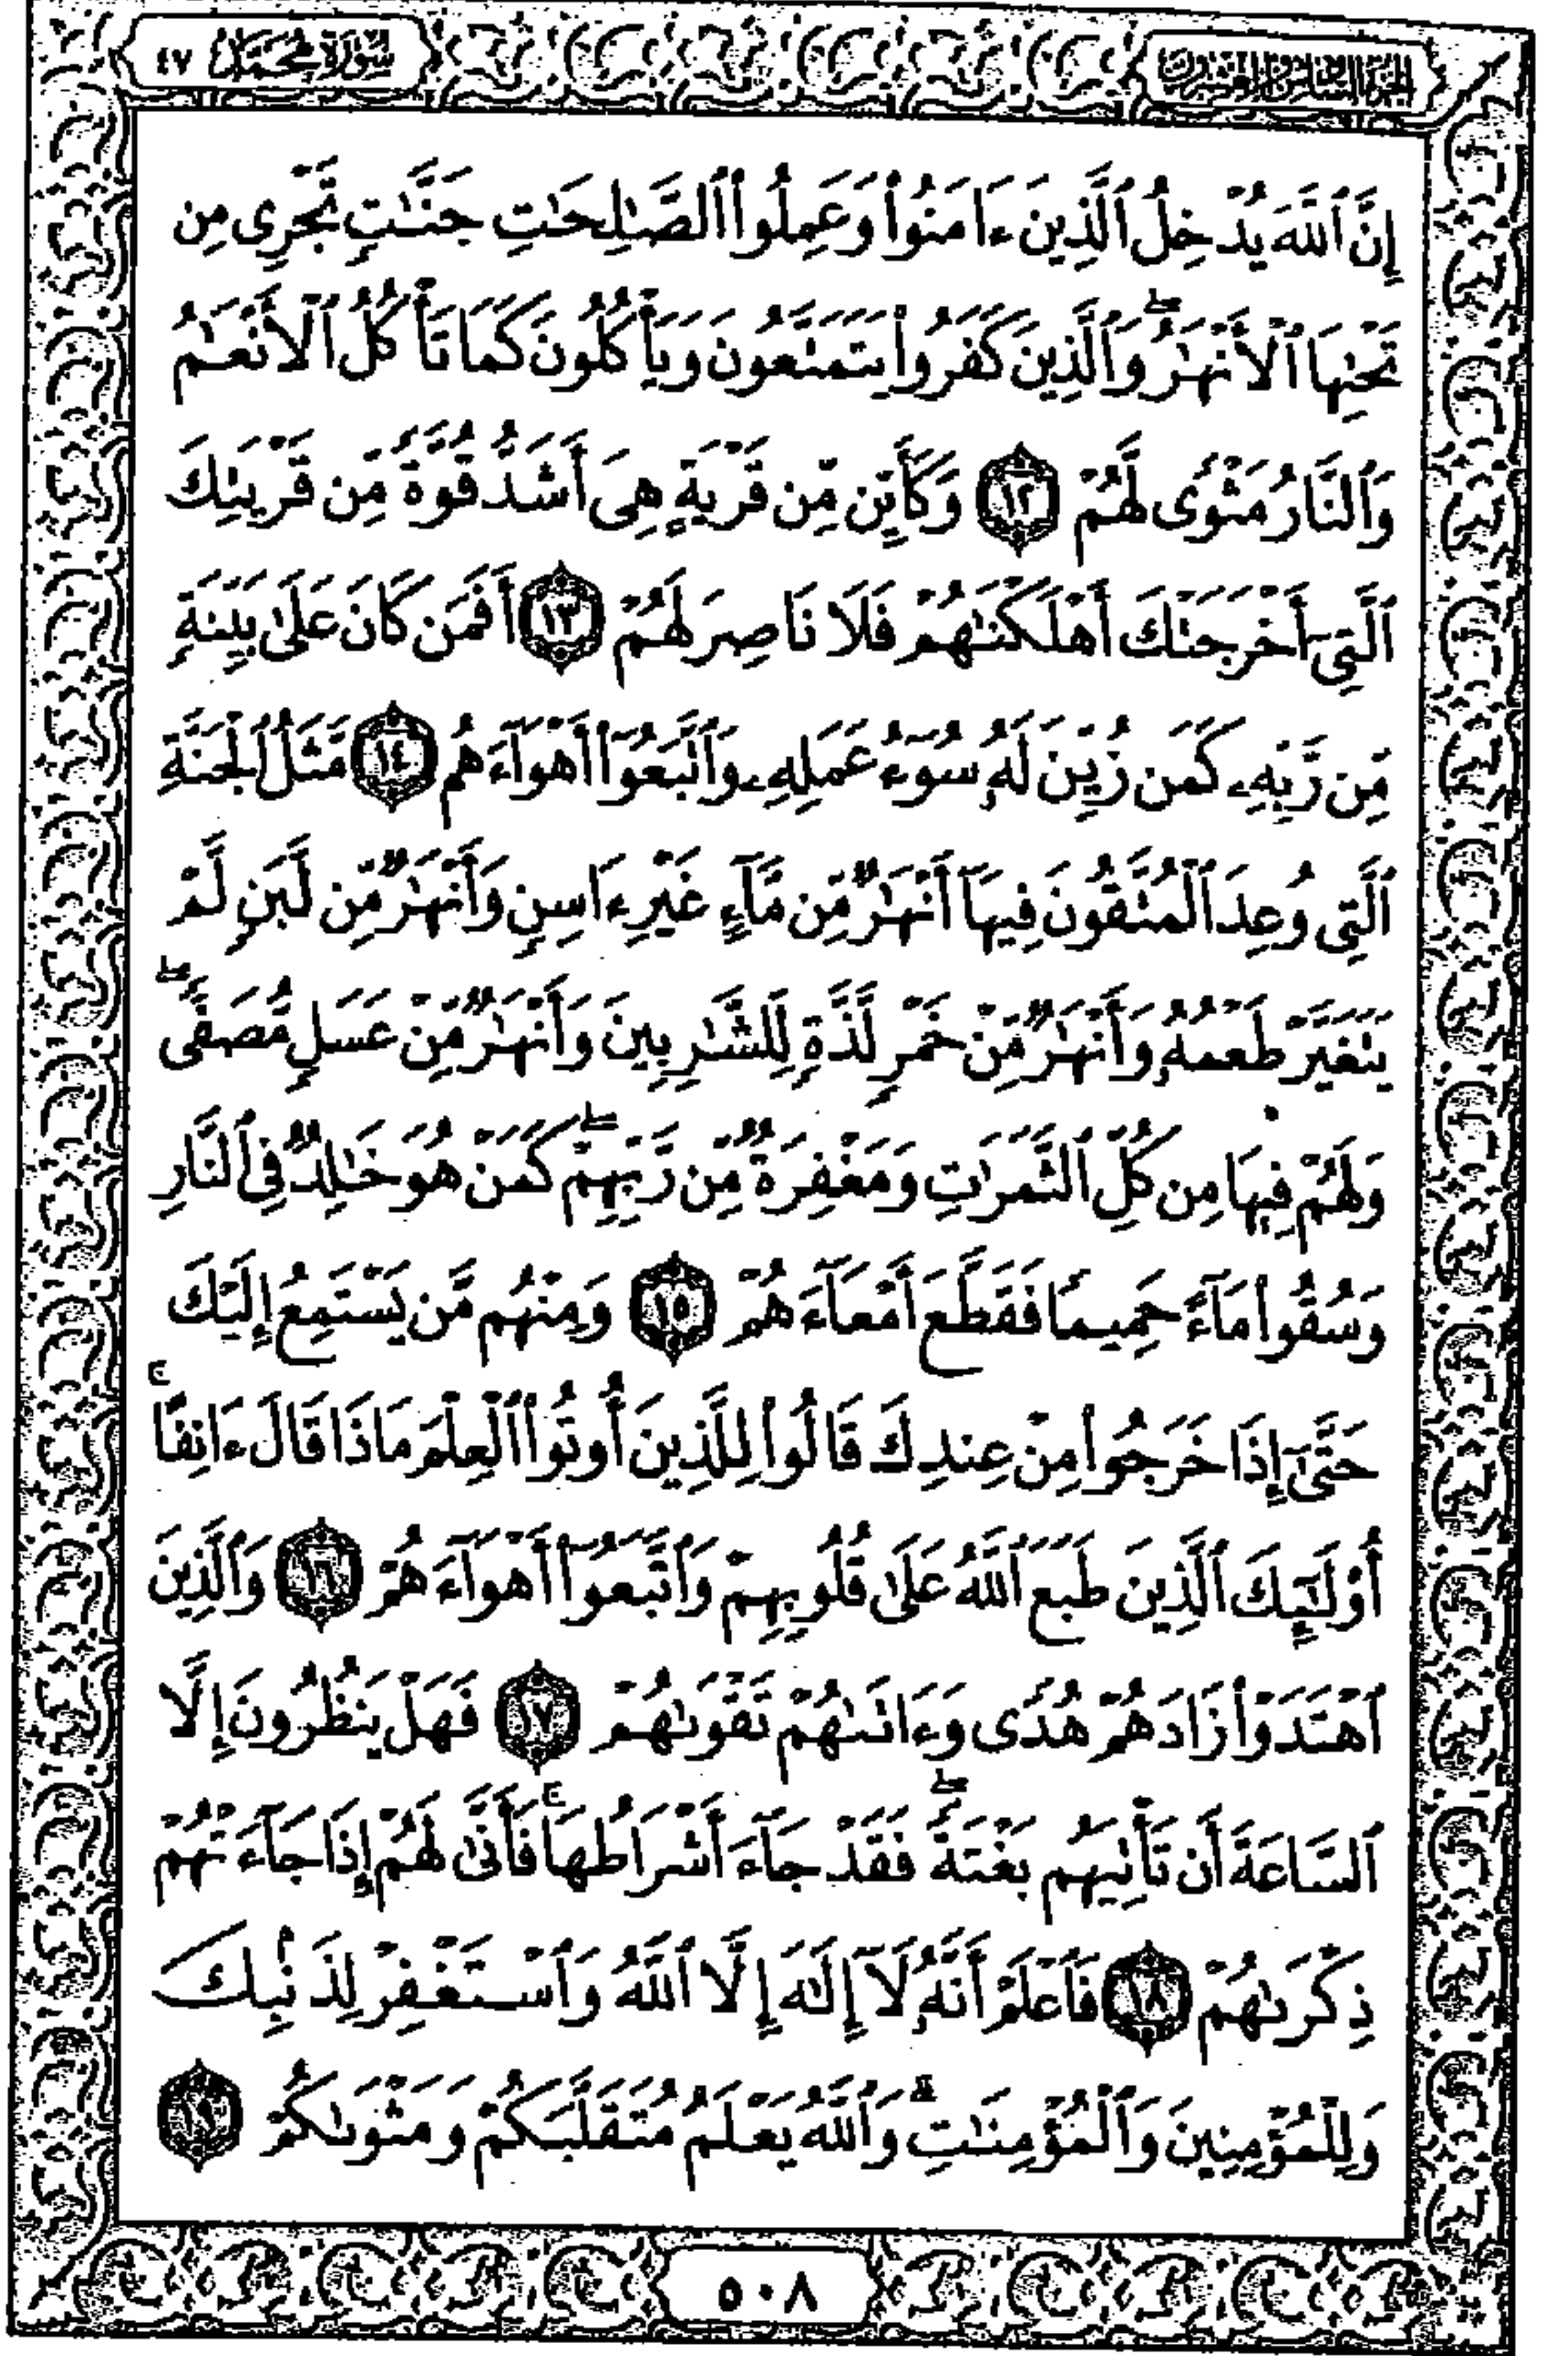 الجزء السادس والعشرون
سورة محمد ٤٧
إِنَّ ٱللَّهَ يُدْخِلُ ٱلَّذِينَ ءَامَنُوا۟ وَعَمِلُوا۟ ٱلصَّـٰلِحَـٰتِ جَنَّـٰتٍ تَجْرِى مِن
تَحْتِهَا ٱلْأَنْهَـٰرُ ۖ وَٱلَّذِينَ كَفَرُوا۟ يَتَمَتَّعُونَ وَيَأْكُلُونَ كَمَا تَأْكُلُ ٱلْأَنْعَـٰمُ
وَٱلنَّارُ مَثْوًى لَّهُمْ ١٢ وَكَأَيِّن مِّن قَرْيَةٍ هِىَ أَشَدُّ قُوَّةً مِّن قَرْيَتِكَ
ٱلَّتِىٓ أَخْرَجَتْكَ أَهْلَكْنَـٰهُمْ فَلَا نَاصِرَ لَهُمْ ١٣ أَفَمَن كَانَ عَلَىٰ بَيِّنَةٍ
مِّن رَّبِّهِۦ كَمَن زُيِّنَ لَهُۥ سُوٓءُ عَمَلِهِۦ وَٱتَّبَعُوٓا۟ أَهْوَآءَهُم ١٤ مَّثَلُ ٱلْجَنَّةِ
ٱلَّتِى وُعِدَ ٱلْمُتَّقُونَ فِيهَآ أَنْهَـٰرٌ مِّن مَّآءٍ غَيْرِ ءَاسِنٍ وَأَنْهَـٰرٌ مِّن لَّبَنٍ لَّمْ
يَتَغَيَّرْ طَعْمُهُۥ وَأَنْهَـٰرٌ مِّنْ خَمْرٍ لَّذَّةٍ لِّلشَّـٰرِبِينَ وَأَنْهَـٰرٌ مِّنْ عَسَلٍ مُّصَفًّى ۖ
وَلَهُمْ فِيهَا مِن كُلِّ ٱلثَّمَرَٰتِ وَمَغْفِرَةٌ مِّن رَّبِّهِمْ ۖ كَمَنْ هُوَ خَـٰلِدٌ فِى ٱلنَّارِ
وَسُقُوا۟ مَآءً حَمِيمًا فَقَطَّعَ أَمْعَآءَهُمْ ١٥ وَمِنْهُم مَّن يَسْتَمِعُ إِلَيْكَ
حَتَّىٰٓ إِذَا خَرَجُوا۟ مِنْ عِندِكَ قَالُوا۟ لِلَّذِينَ أُوتُوا۟ ٱلْعِلْمَ مَاذَا قَالَ ءَانِفًا ۚ
أُو۟لَـٰٓئِكَ ٱلَّذِينَ طَبَعَ ٱللَّهُ عَلَىٰ قُلُوبِهِمْ وَٱتَّبَعُوٓا۟ أَهْوَآءَهُمْ ١٦ وَٱلَّذِينَ
ٱهْتَدَوْا۟ زَادَهُمْ هُدًى وَءَاتَىٰهُمْ تَقْوَىٰهُمْ ١٧ فَهَلْ يَنظُرُونَ إِلَّا
ٱلسَّاعَةَ أَن تَأْتِيَهُم بَغْتَةً ۖ فَقَدْ جَآءَ أَشْرَاطُهَا ۚ فَأَنَّىٰ لَهُمْ إِذَا جَآءَتْهُمْ
ذِكْرَىٰهُمْ ١٨ فَٱعْلَمْ أَنَّهُۥ لَآ إِلَـٰهَ إِلَّا ٱللَّهُ وَٱسْتَغْفِرْ لِذَنۢبِكَ
وَلِلْمُؤْمِنِينَ وَٱلْمُؤْمِنَـٰتِ ۗ وَٱللَّهُ يَعْلَمُ مُتَقَلَّبَكُمْ وَمَثْوَىٰكُمْ ١٩
٥٠٨